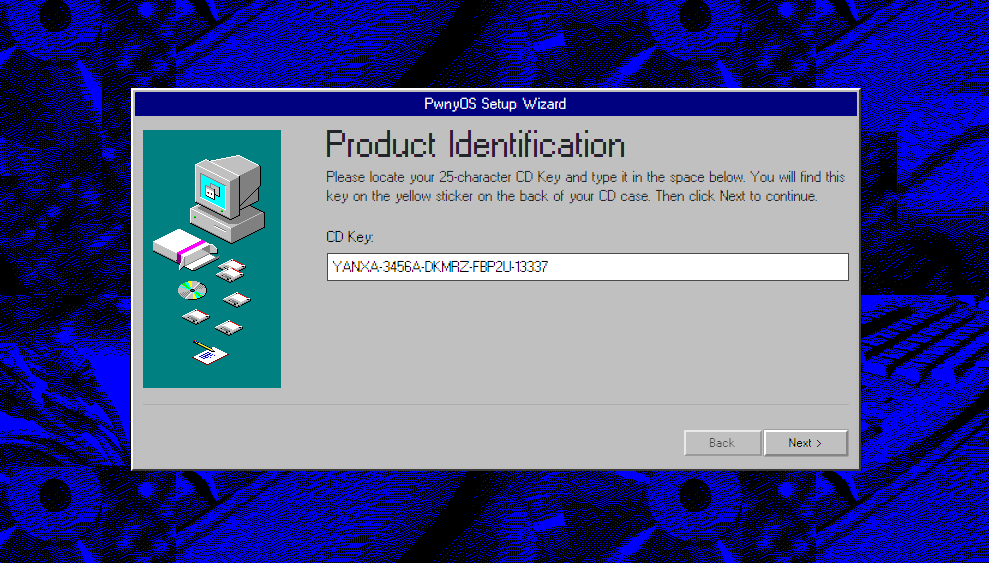 PwnyOS Setup Wizard
Product Identification
Please locate your 25-character CD Key and type it in the space below. You will find this
key on the yellow sticker on the back of your CD case. Then click Next to continue.
CD Key:
YANXA-3456A-DKMRZ-FBP2U-13337
Back
Next >